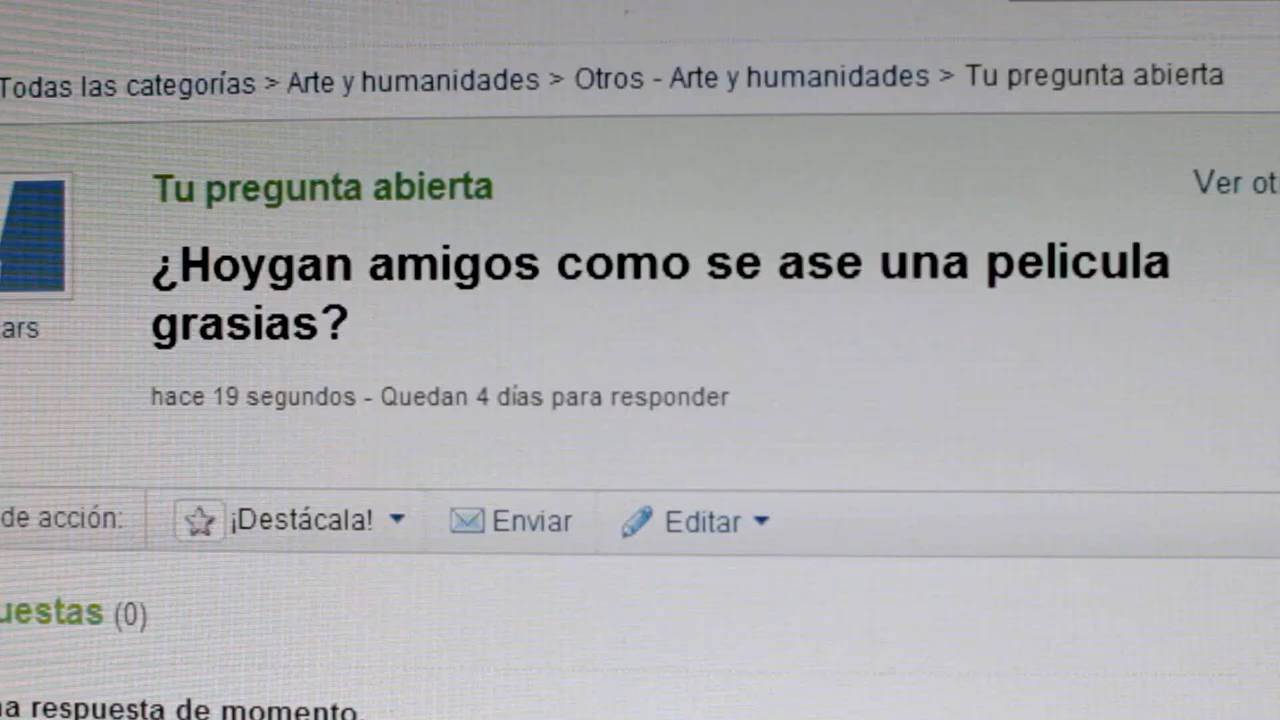 Todas las categorías > Arte y humanidades > Otros - Arte y humanidades > Tu pregunta abierta
Tu pregunta abierta
Ver ot
¿Hoygan amigos como se ase una pelicula
grasias?
ars
hace 19 segundos - Quedan 4 días para responder
de acción:
¡Destácala!
Enviar
Editar
uestas (0)
na respuesta de momento.